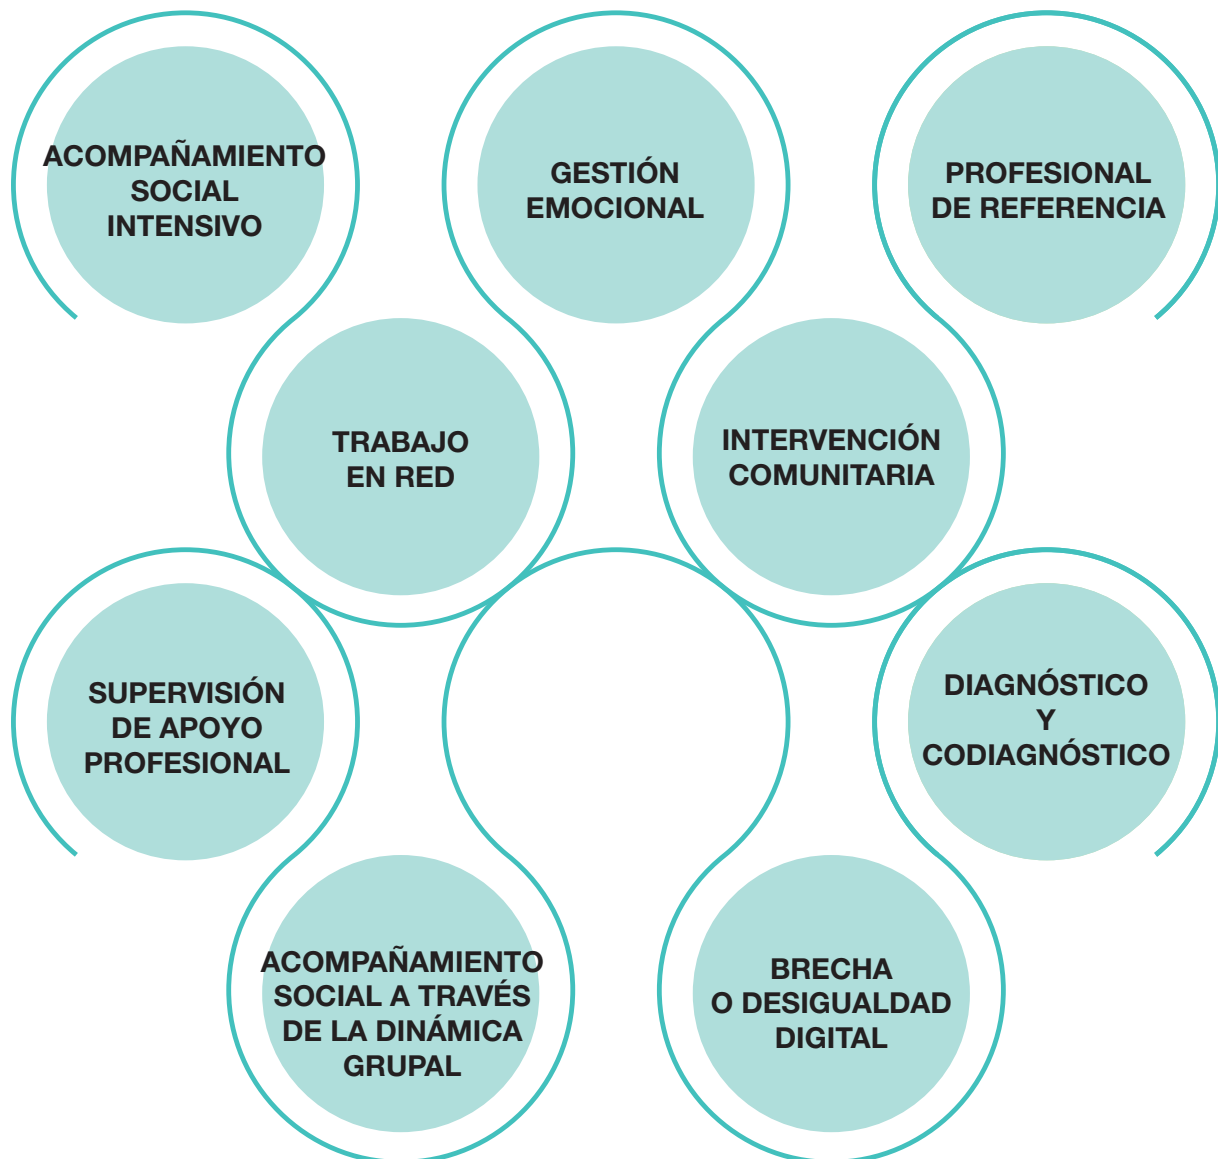 ACOMPAÑAMIENTO
SOCIAL
INTENSIVO
GESTIÓN
EMOCIONAL
PROFESIONAL
DE REFERENCIA
TRABAJO
EN RED
INTERVENCIÓN
COMUNITARIA
SUPERVISIÓN
DE APOYO
PROFESIONAL
DIAGNÓSTICO
Y
CODIAGNÓSTICO
ACOMPAÑAMIENTO
SOCIAL A TRAVÉS
DE LA DINÁMICA
GRUPAL
BRECHA
O DESIGUALDAD
DIGITAL